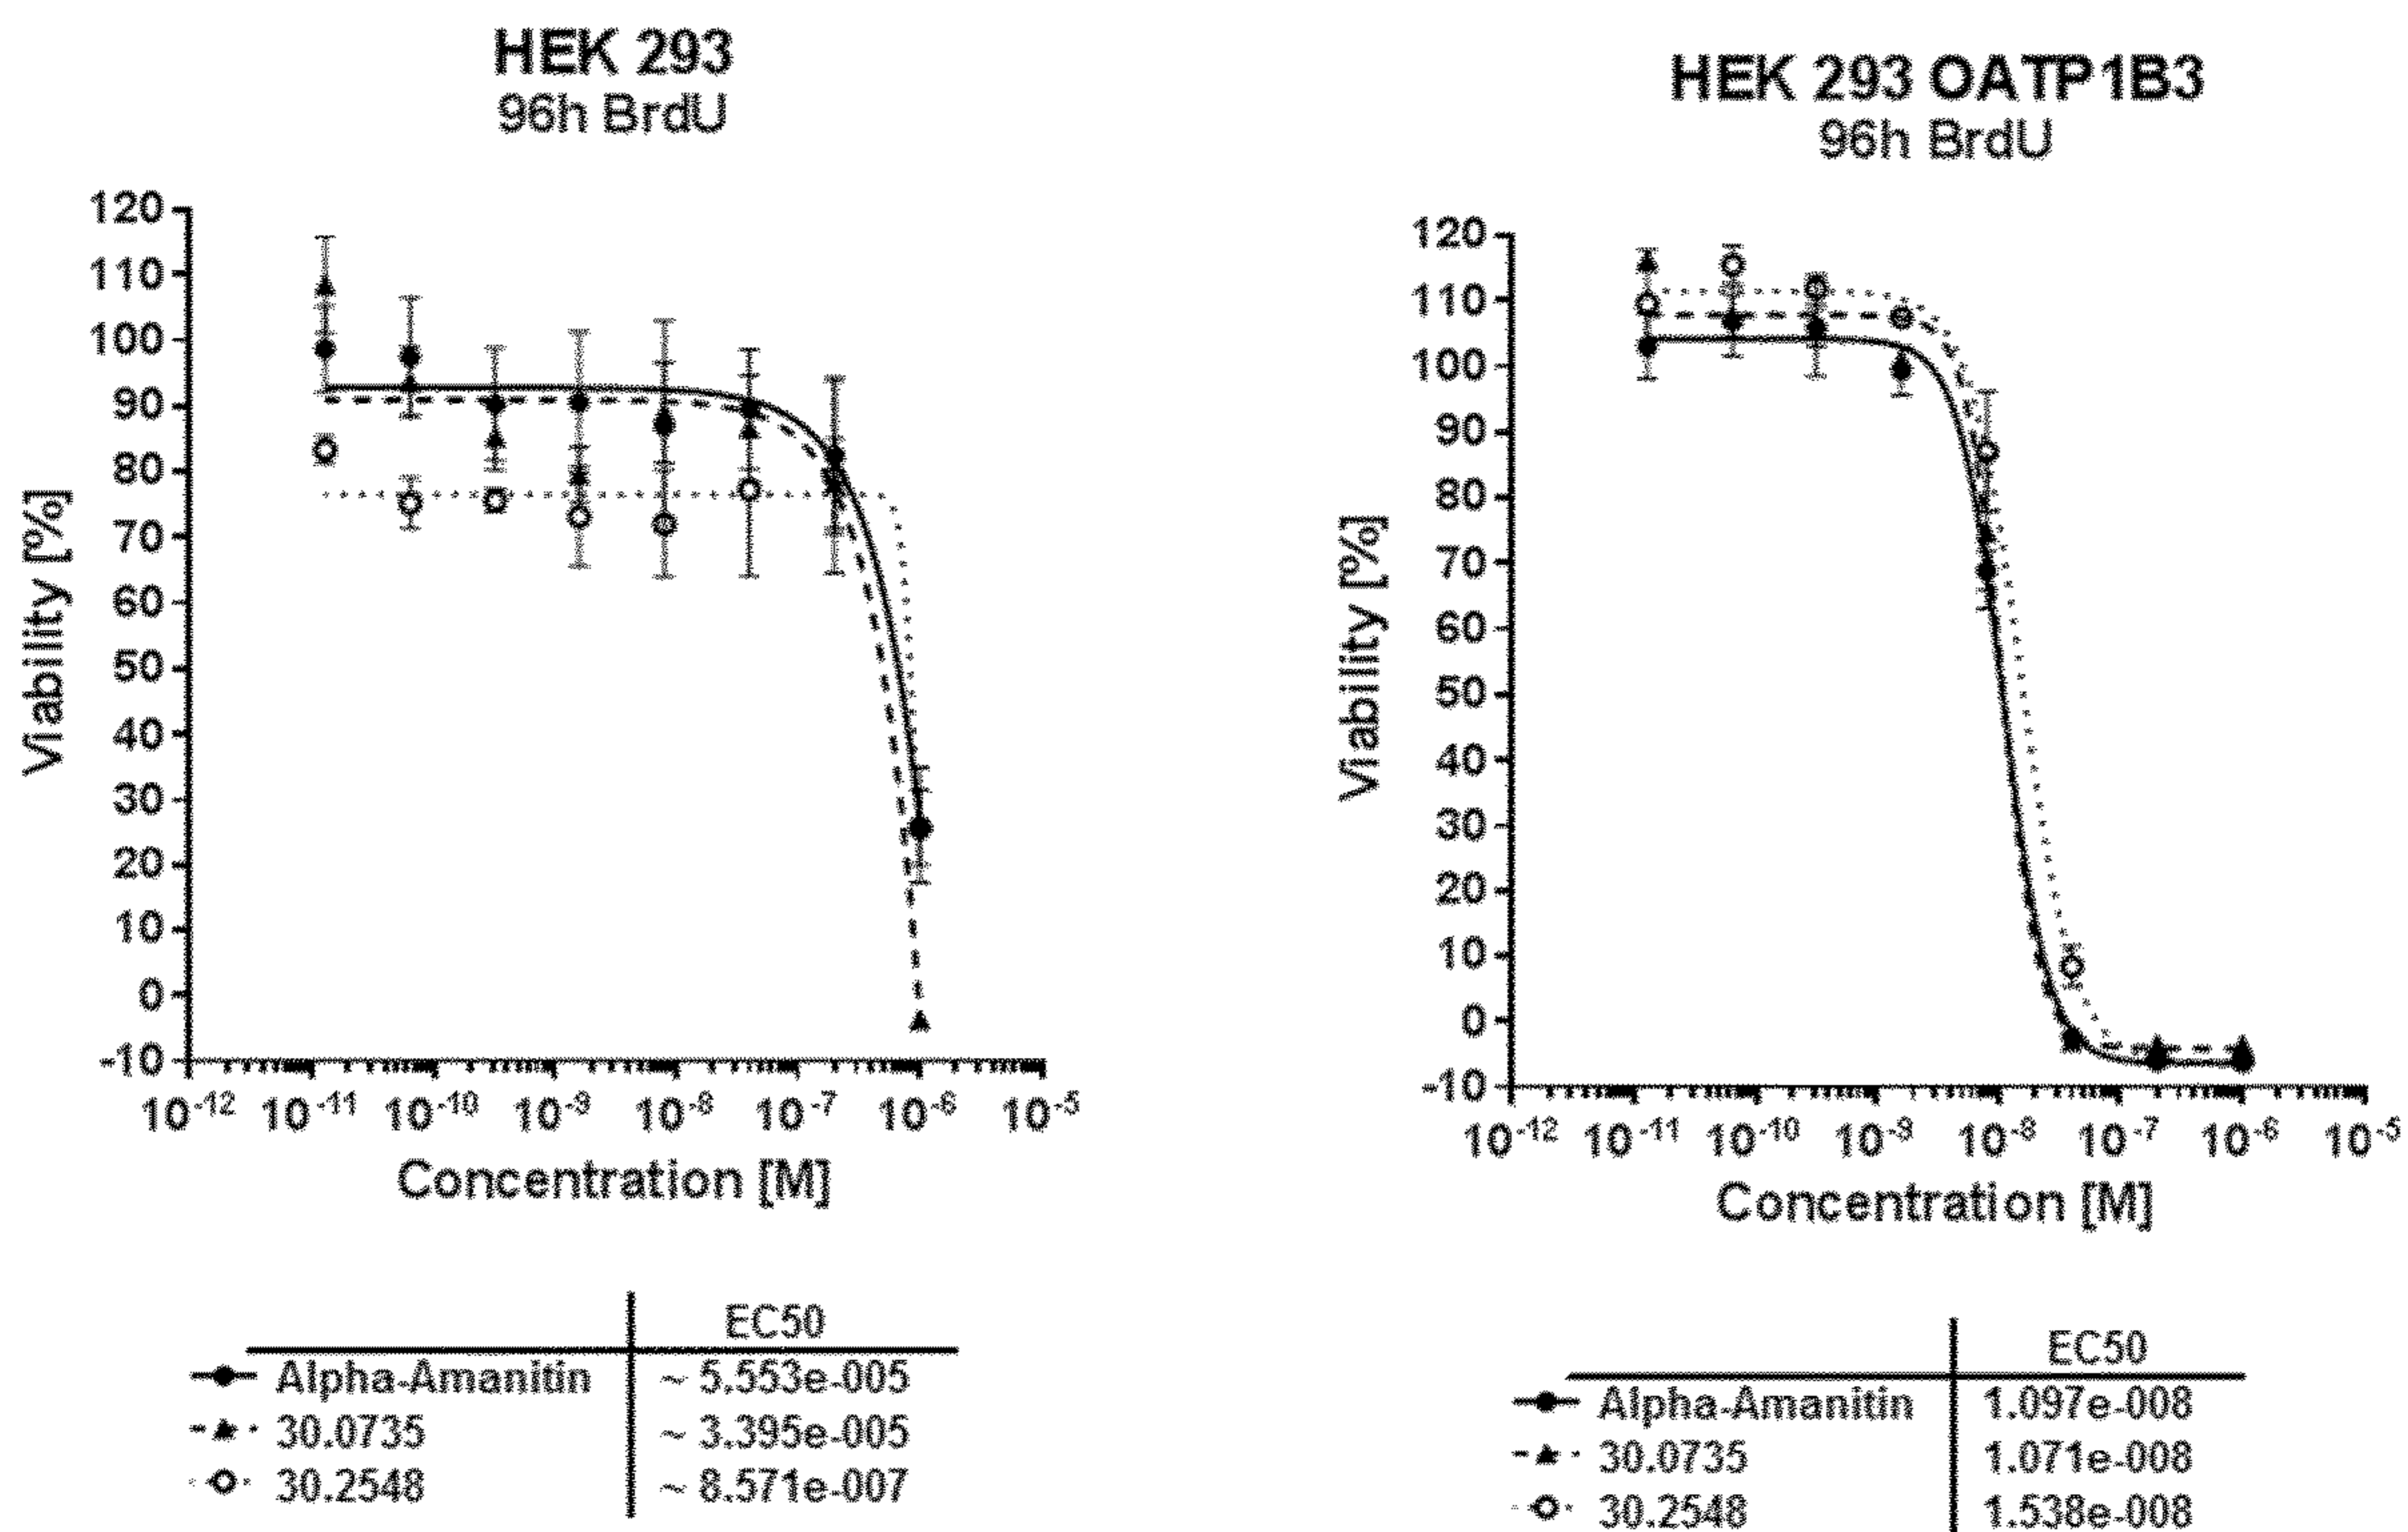 HEK 293
96h BrdU
120
110
100
90
80
70
60
50
40
30
20
10
0
-10
Viability [%]
10-12 10-11 10-10 10-9 10-8 10-7 10-6 10-5
Concentration [M]
EC50
Alpha-Amanitin ~ 5.553e-005
30.0735 ~ 3.395e-005
30.2548 ~ 8.571e-007
HEK 293 OATP1B3
96h BrdU
120
110
100
90
80
70
60
50
40
30
20
10
0
-10
Viability [%]
10-12 10-11 10-10 10-9 10-8 10-7 10-6 10-5
Concentration [M]
EC50
Alpha-Amanitin 1.097e-008
30.0735 1.071e-008
30.2548 1.538e-008